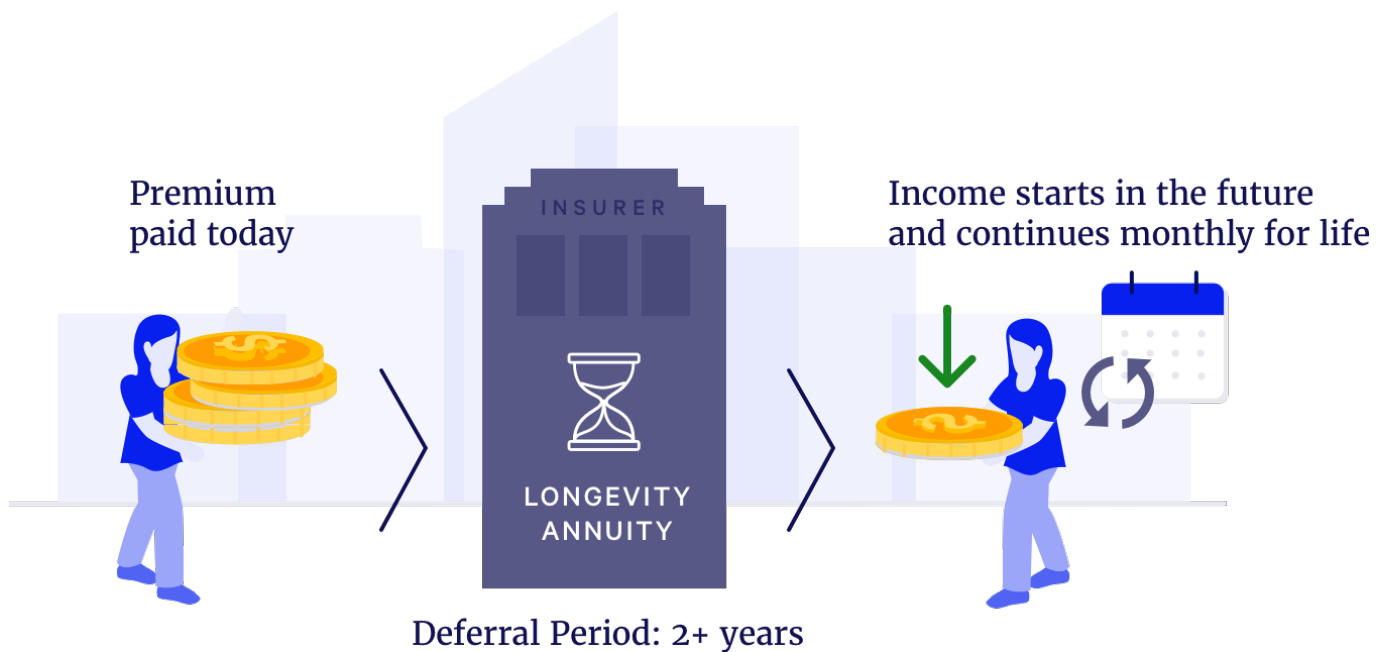 Premium
paid today
INSURER
LONGEVITY
ANNUITY
Deferral Period: 2+ years
Income starts in the future
and continues monthly for life